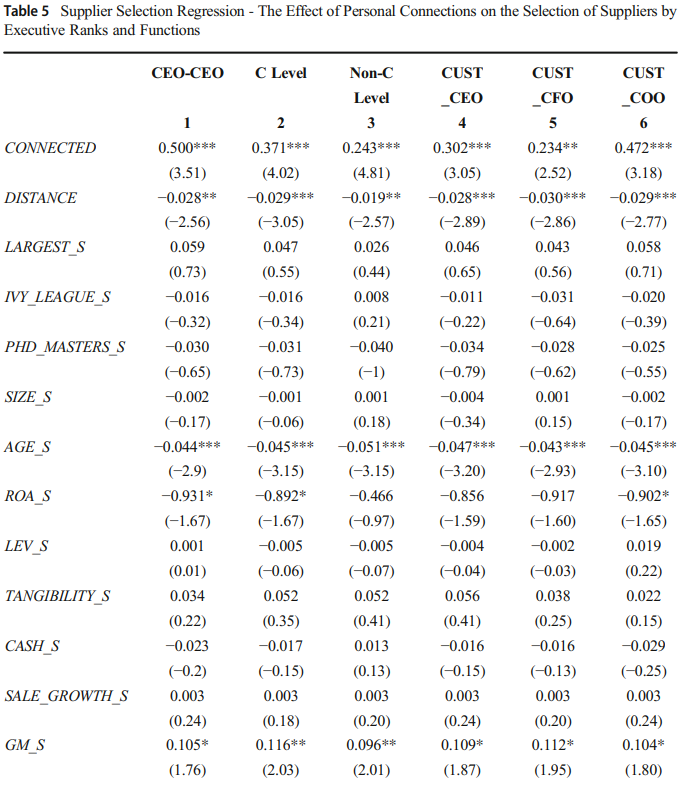 Table 5 Supplier Selection Regression - The Effect of Personal Connections on the Selection of Suppliers by
Executive Ranks and Functions
CEO-CEO C Level Non-C CUST CUST CUST
Level _CEO _CFO _COO
1 2 3 4 5 6
CONNECTED 0.500*** 0.371*** 0.243*** 0.302*** 0.234** 0.472***
(3.51) (4.02) (4.81) (3.05) (2.52) (3.18)
DISTANCE −0.028** −0.029*** −0.019** −0.028*** −0.030*** −0.029***
(−2.56) (−3.05) (−2.57) (−2.89) (−2.86) (−2.77)
LARGEST_S 0.059 0.047 0.026 0.046 0.043 0.058
(0.73) (0.55) (0.44) (0.65) (0.56) (0.71)
IVY_LEAGUE_S −0.016 −0.016 0.008 −0.011 −0.031 −0.020
(−0.32) (−0.34) (0.21) (−0.22) (−0.64) (−0.39)
PHD_MASTERS_S −0.030 −0.031 −0.040 −0.034 −0.028 −0.025
(−0.65) (−0.73) (−1) (−0.79) (−0.62) (−0.55)
SIZE_S −0.002 −0.001 0.001 −0.004 0.001 −0.002
(−0.17) (−0.06) (0.18) (−0.34) (0.15) (−0.17)
AGE_S −0.044*** −0.045*** −0.051*** −0.047*** −0.043*** −0.045***
(−2.9) (−3.15) (−3.15) (−3.20) (−2.93) (−3.10)
ROA_S −0.931* −0.892* −0.466 −0.856 −0.917 −0.902*
(−1.67) (−1.67) (−0.97) (−1.59) (−1.60) (−1.65)
LEV_S 0.001 −0.005 −0.005 −0.004 −0.002 0.019
(0.01) (−0.06) (−0.07) (−0.04) (−0.03) (0.22)
TANGIBILITY_S 0.034 0.052 0.052 0.056 0.038 0.022
(0.22) (0.35) (0.41) (0.41) (0.25) (0.15)
CASH_S −0.023 −0.017 0.013 −0.016 −0.016 −0.029
(−0.2) (−0.15) (0.13) (−0.15) (−0.13) (−0.25)
SALE_GROWTH_S 0.003 0.003 0.003 0.003 0.003 0.003
(0.24) (0.18) (0.20) (0.24) (0.20) (0.24)
GM_S 0.105* 0.116** 0.096** 0.109* 0.112* 0.104*
(1.76) (2.03) (2.01) (1.87) (1.95) (1.80)